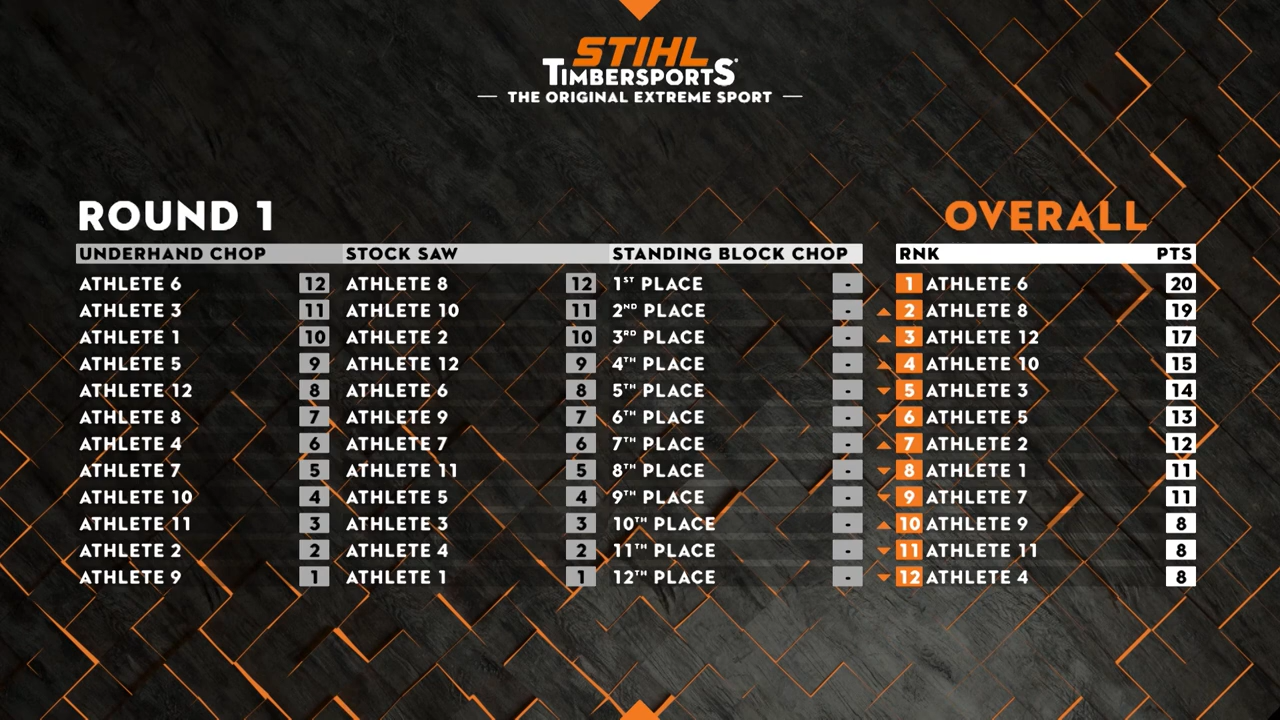 STIHL
TIMBERSPORTS®
THE ORIGINAL EXTREME SPORT
ROUND 1 OVERALL
UNDERHAND CHOP STOCK SAW STANDING BLOCK CHOP RNK PTS
ATHLETE 6 12 ATHLETE 8 12 1ST PLACE - 1 ATHLETE 6 20
ATHLETE 3 11 ATHLETE 10 11 2ND PLACE - 2 ATHLETE 8 19
ATHLETE 1 10 ATHLETE 2 10 3RD PLACE - 3 ATHLETE 12 17
ATHLETE 5 9 ATHLETE 12 9 4TH PLACE - 4 ATHLETE 10 15
ATHLETE 12 8 ATHLETE 6 8 5TH PLACE - 5 ATHLETE 3 14
ATHLETE 8 7 ATHLETE 9 7 6TH PLACE - 6 ATHLETE 5 13
ATHLETE 4 6 ATHLETE 7 6 7TH PLACE - 7 ATHLETE 2 12
ATHLETE 7 5 ATHLETE 11 5 8TH PLACE - 8 ATHLETE 1 11
ATHLETE 10 4 ATHLETE 5 4 9TH PLACE - 9 ATHLETE 7 11
ATHLETE 11 3 ATHLETE 3 3 10TH PLACE - 10 ATHLETE 9 8
ATHLETE 2 2 ATHLETE 4 2 11TH PLACE - 11 ATHLETE 11 8
ATHLETE 9 1 ATHLETE 1 1 12TH PLACE - 12 ATHLETE 4 8